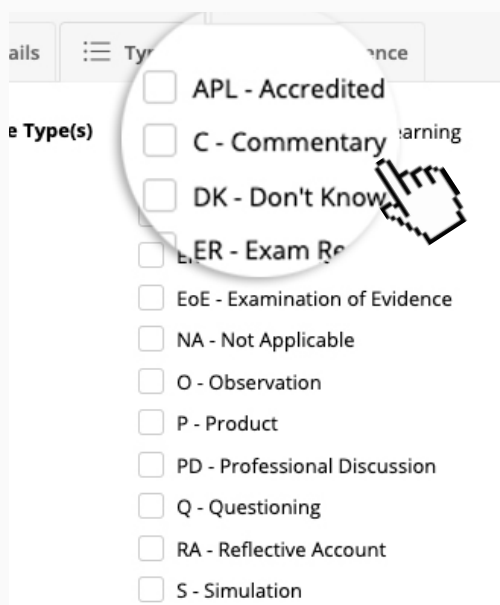 ails Ty nce
e Type(s)
APL - Accredited earning
C - Commentary
DK - Don't Know
ER - Exam Re
EoE - Examination of Evidence
NA - Not Applicable
O - Observation
P - Product
PD - Professional Discussion
Q - Questioning
RA - Reflective Account
S - Simulation